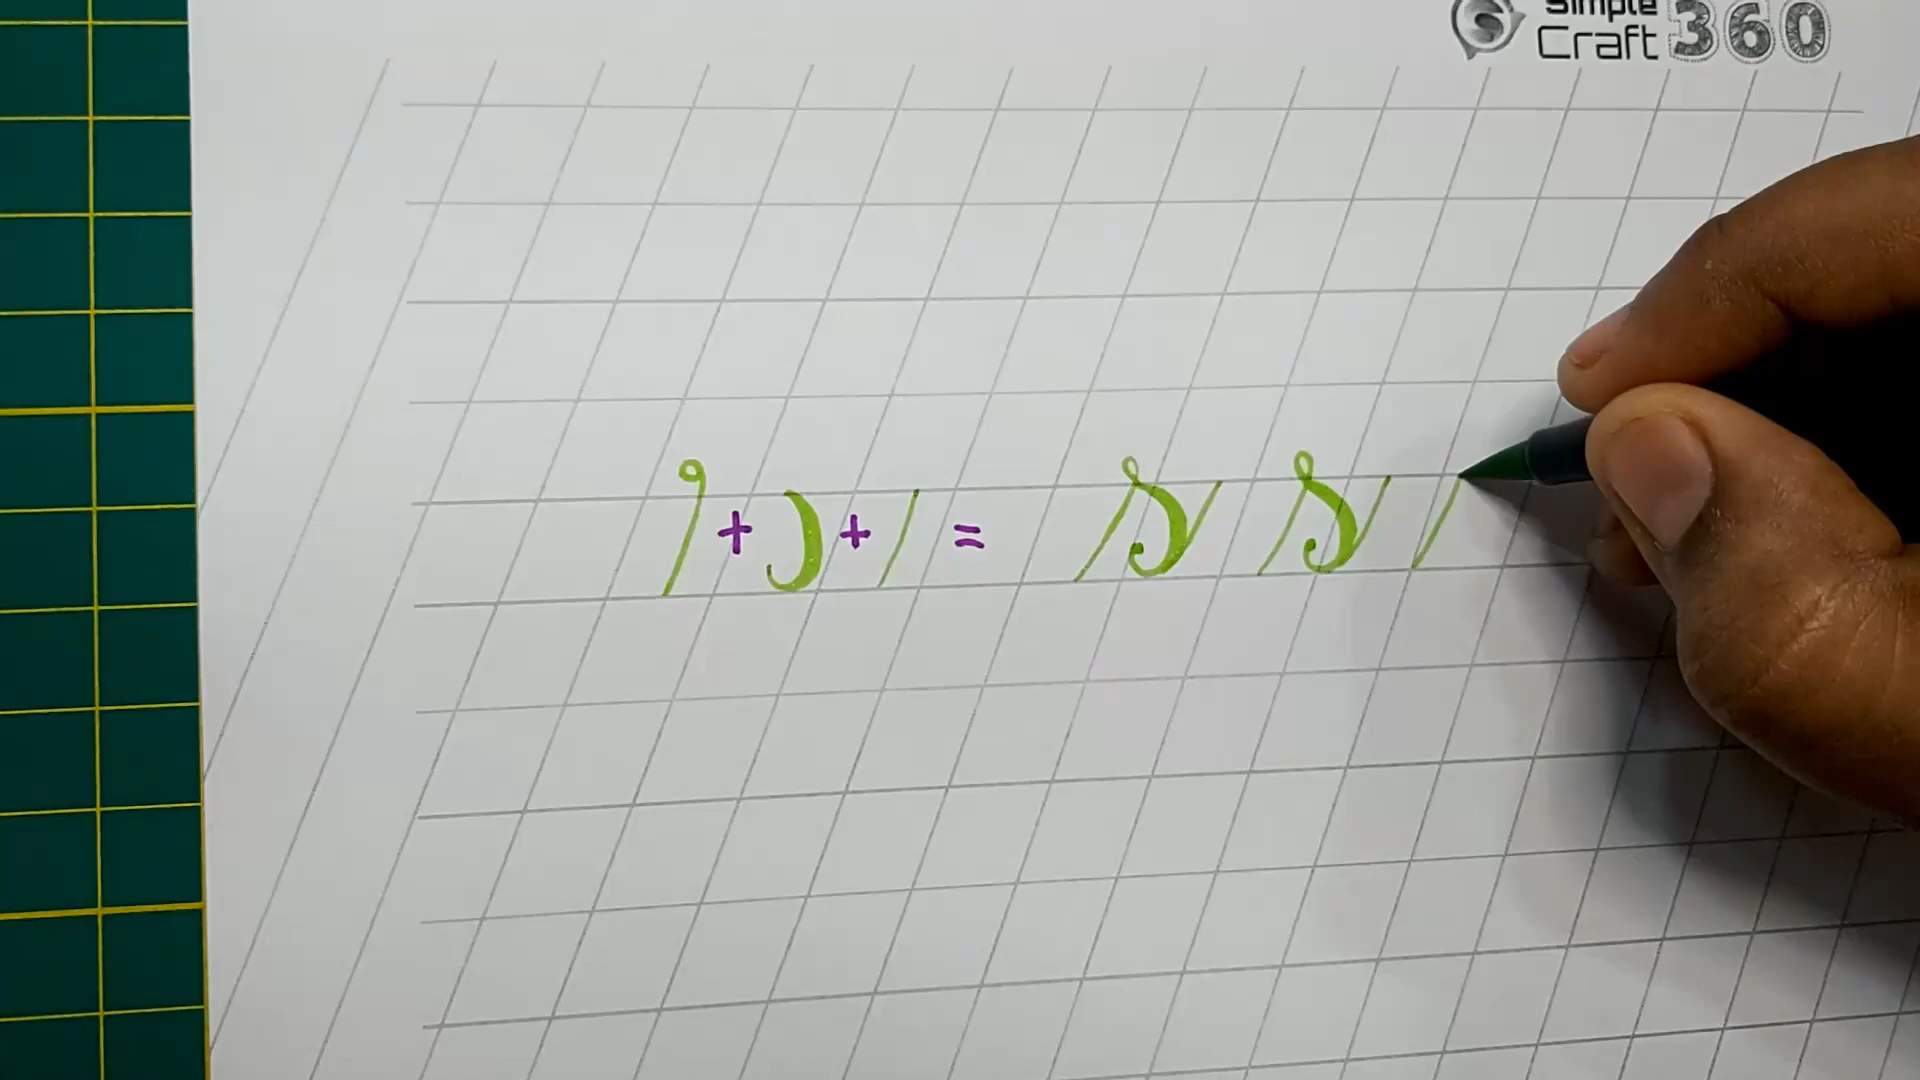 Simple
Craft 360
+ + = s s